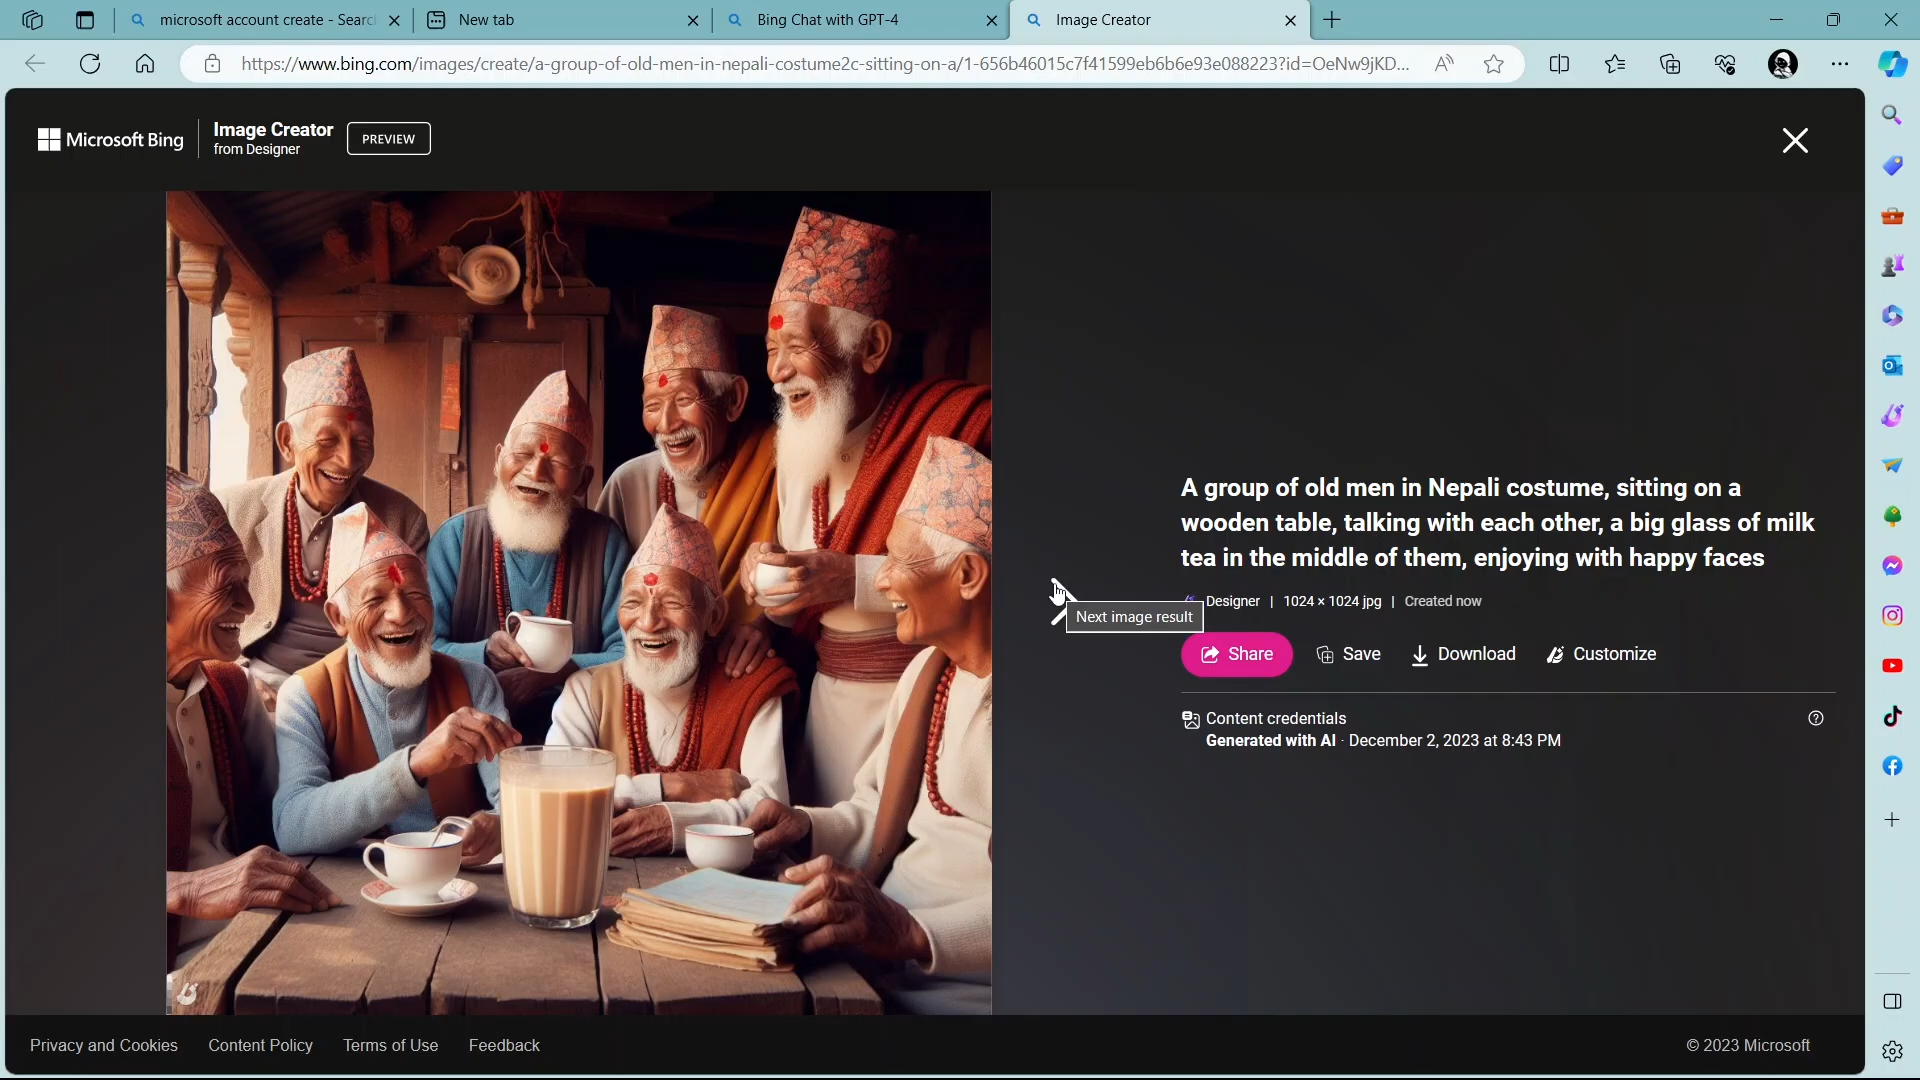 microsoft account create - Searc
New tab
Bing Chat with GPT-4
Image Creator
https://www.bing.com/images/create/a-group-of-old-men-in-nepali-costume2c-sitting-on-a/1-656b46015c7f41599eb6b6e93e088223?id=OeNw9jKD...
Microsoft Bing
Image Creator
from Designer
PREVIEW
A group of old men in Nepali costume, sitting on a
wooden table, talking with each other, a big glass of milk
tea in the middle of them, enjoying with happy faces
Designer | 1024 × 1024 jpg | Created now
Next image result
Share
Save
Download
Customize
Content credentials
Generated with AI · December 2, 2023 at 8:43 PM
Privacy and Cookies
Content Policy
Terms of Use
Feedback
© 2023 Microsoft